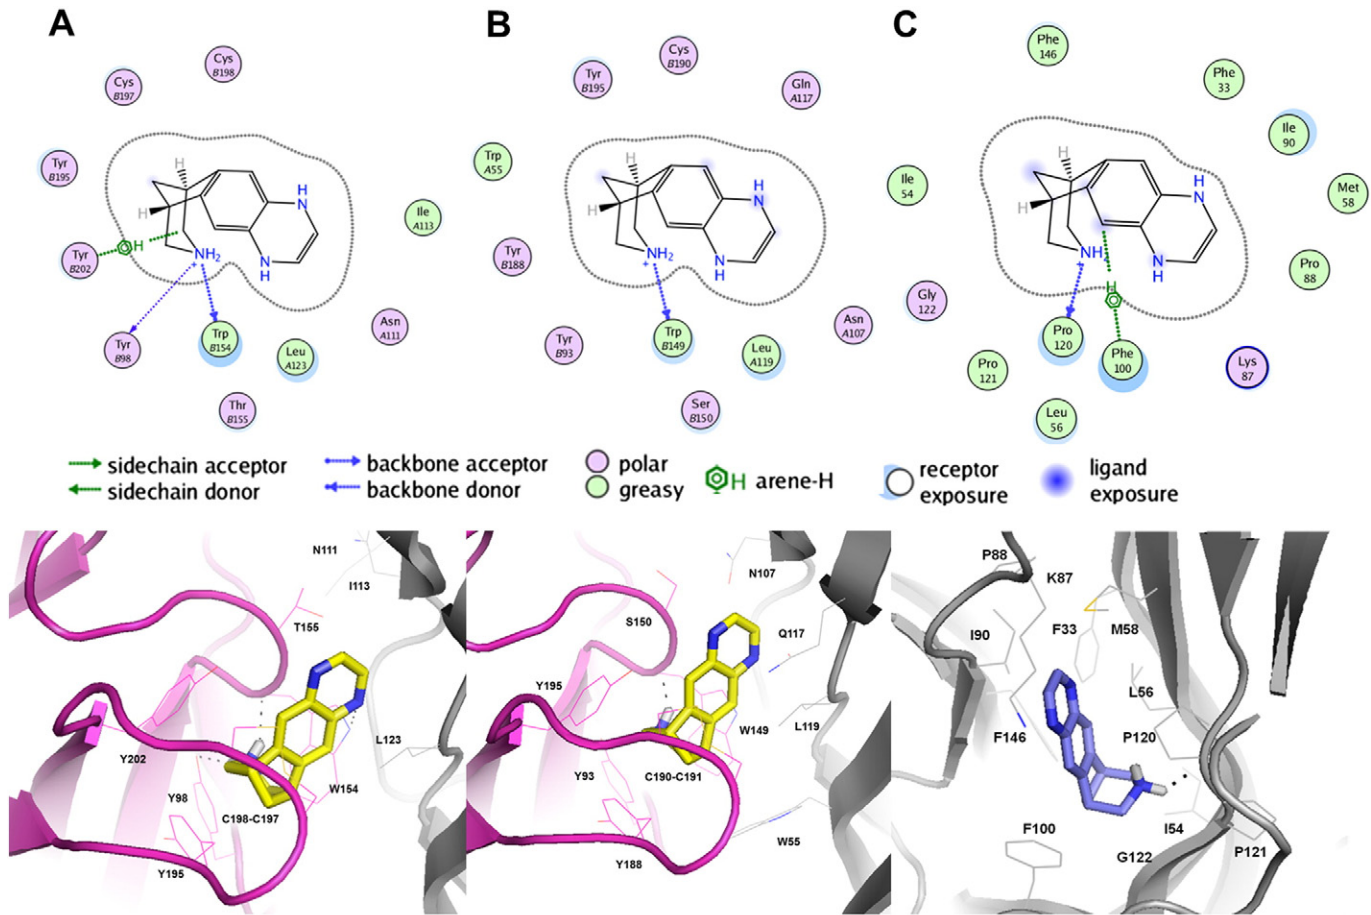 A
B
C
Cys
B198
Cys
B197
Tyr
B195
Tyr
B202
H
H
H
H
N
N
H
NH2
+
Ile
A113
Asn
A111
Tyr
B98
Trp
B154
Leu
A123
Thr
B155
Cys
B190
Tyr
B195
Gln
A117
Trp
A55
H
H
H
N
N
H
NH2
+
Tyr
B188
Tyr
B93
Trp
B149
Leu
A119
Asn
A107
Ser
B150
Phe
146
Phe
33
Ile
90
Ile
54
Met
58
H
H
H
N
N
H
NH2
+
H
Pro
88
Gly
122
Pro
120
Phe
100
Pro
121
Lys
87
Leu
56
sidechain acceptor
sidechain donor
backbone acceptor
backbone donor
polar
greasy
H arene-H
receptor
exposure
ligand
exposure
N111
I113
T155
Y202
L123
Y98
W154
C198-C197
Y195
N107
S150
Q117
Y195
L119
W149
Y93
C190-C191
W55
Y188
P88
K87
I90
F33
M58
L56
F146
P120
F100
I54
G122
P121